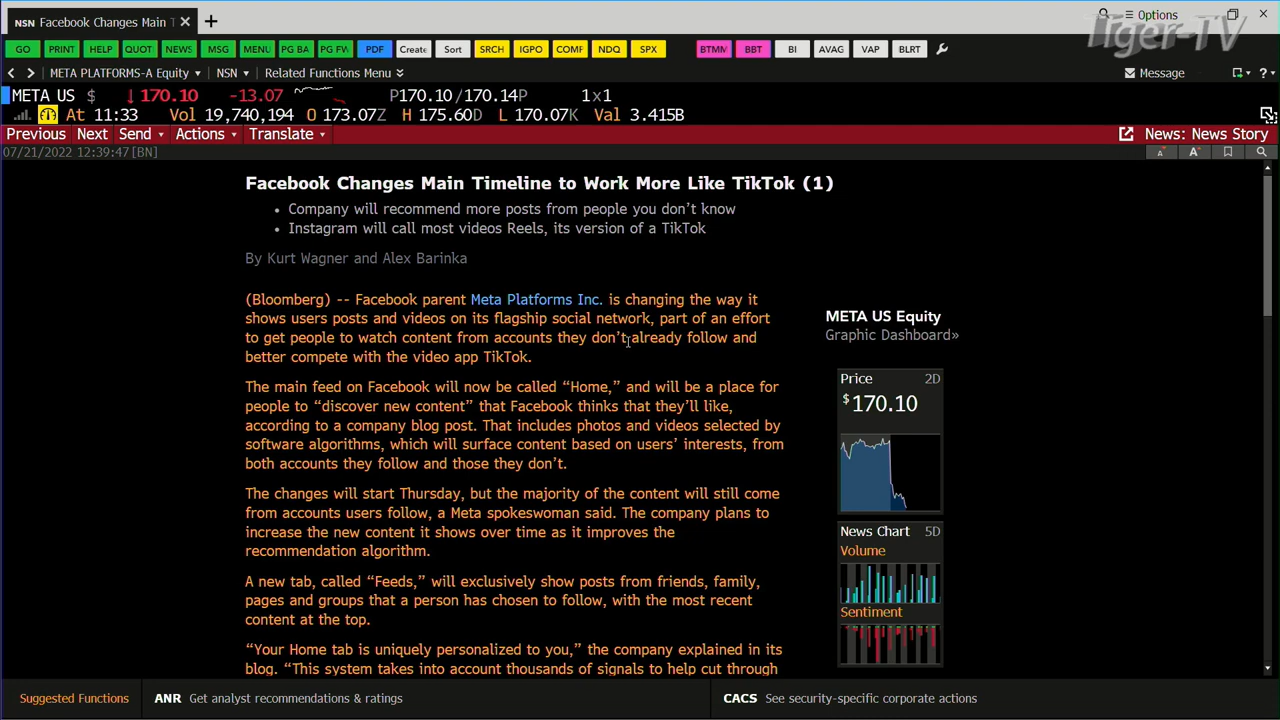 NSN Facebook Changes Main T
Options
Tiger-TV
GO PRINT HELP QUOT NEWS MSG MENU PG BA PG FV PDF Create Sort SRCH IGPO COMF NDQ SPX BTMN BBT BI AVAG VAP BLRT
META PLATFORMS-A Equity NSN Related Functions Menu
Message ?
META US $ ↓170.10 -13.07 P170.10/170.14P 1x1
At 11:33 Vol 19,740,194 O 173.07Z H 175.60D L 170.07K Val 3.415B
Previous Next Send Actions Translate News: News Story
07/21/2022 12:39:47[BN]
Facebook Changes Main Timeline to Work More Like TikTok (1)
• Company will recommend more posts from people you don't know
• Instagram will call most videos Reels, its version of a TikTok
By Kurt Wagner and Alex Barinka
(Bloomberg) -- Facebook parent Meta Platforms Inc. is changing the way it
shows users posts and videos on its flagship social network, part of an effort
to get people to watch content from accounts they don't already follow and
better compete with the video app TikTok.
The main feed on Facebook will now be called “Home,” and will be a place for
people to “discover new content” that Facebook thinks that they'll like,
according to a company blog post. That includes photos and videos selected by
software algorithms, which will surface content based on users' interests, from
both accounts they follow and those they don't.
The changes will start Thursday, but the majority of the content will still come
from accounts users follow, a Meta spokeswoman said. The company plans to
increase the new content it shows over time as it improves the
recommendation algorithm.
A new tab, called “Feeds,” will exclusively show posts from friends, family,
pages and groups that a person has chosen to follow, with the most recent
content at the top.
“Your Home tab is uniquely personalized to you,” the company explained in its
blog. “This system takes into account thousands of signals to help cut through
META US Equity
Graphic Dashboard»
Price 2D
$170.10
News Chart 5D
Volume
Sentiment
Suggested Functions ANR Get analyst recommendations & ratings CACS See security-specific corporate actions